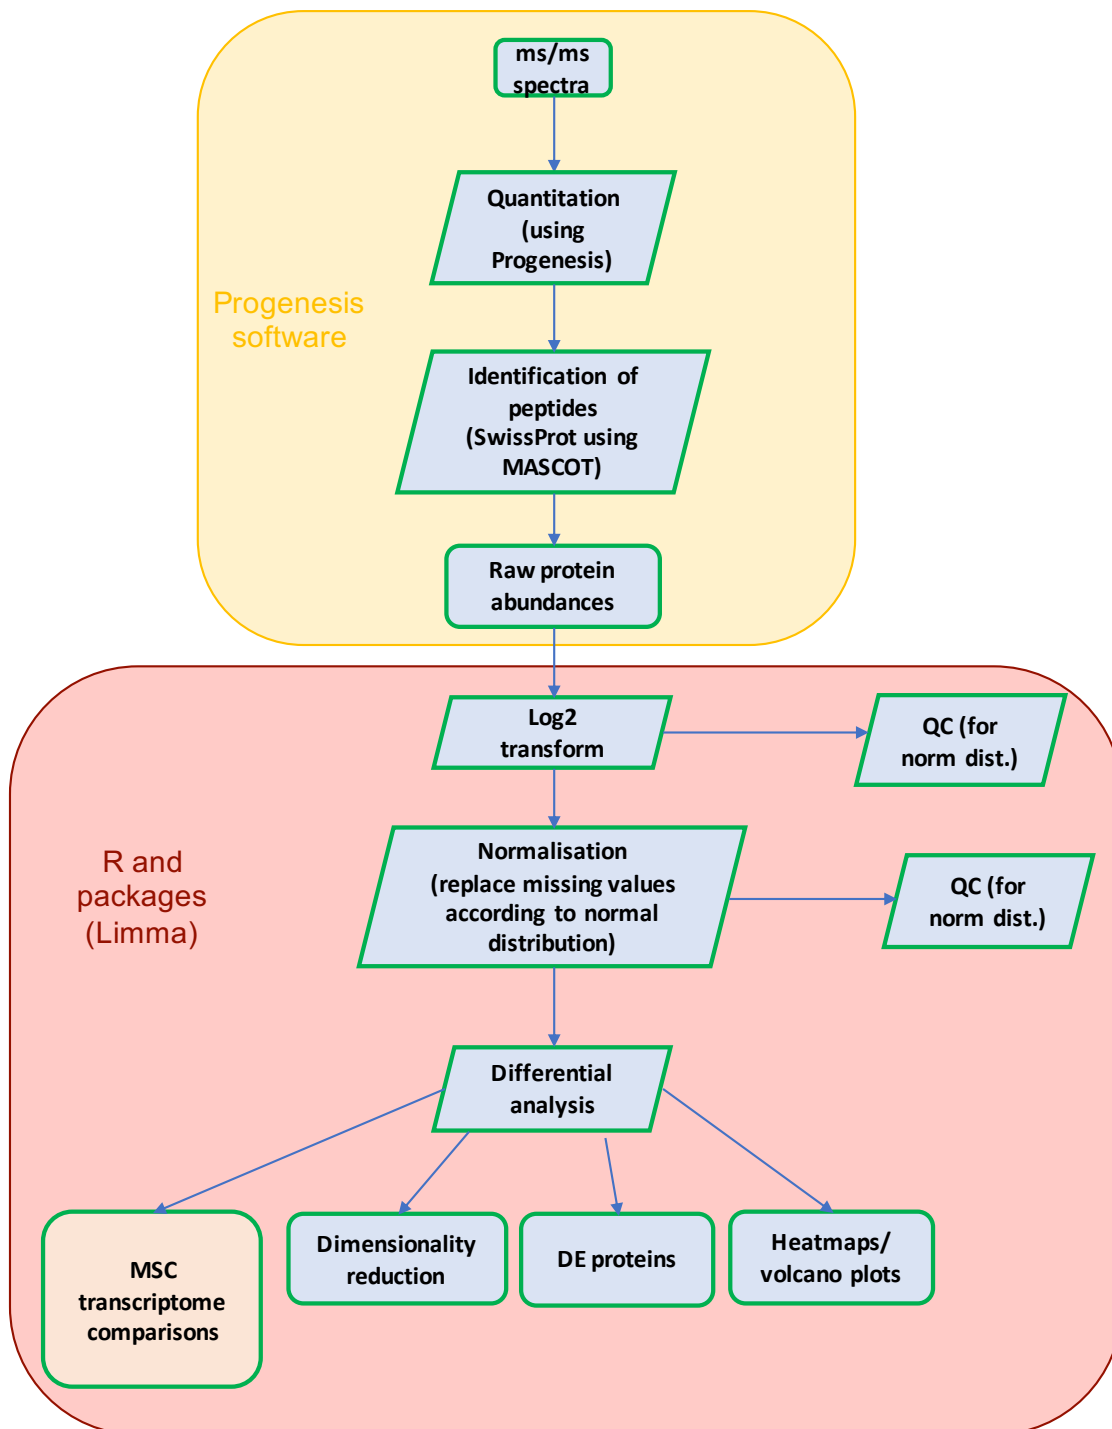 ms/ms
spectra
Quantitation
(using
Progenesis)
Progenesis
software
Identification of
peptides
(SwissProt using
MASCOT)
Raw protein
abundances
Log2
transform
QC (for
norm dist.)
R and
packages
(Limma)
Normalisation
(replace missing values
according to normal
distribution)
QC (for
norm dist.)
Differential
analysis
MSC
transcriptome
comparisons
Dimensionality
reduction
DE proteins
Heatmaps/
volcano plots